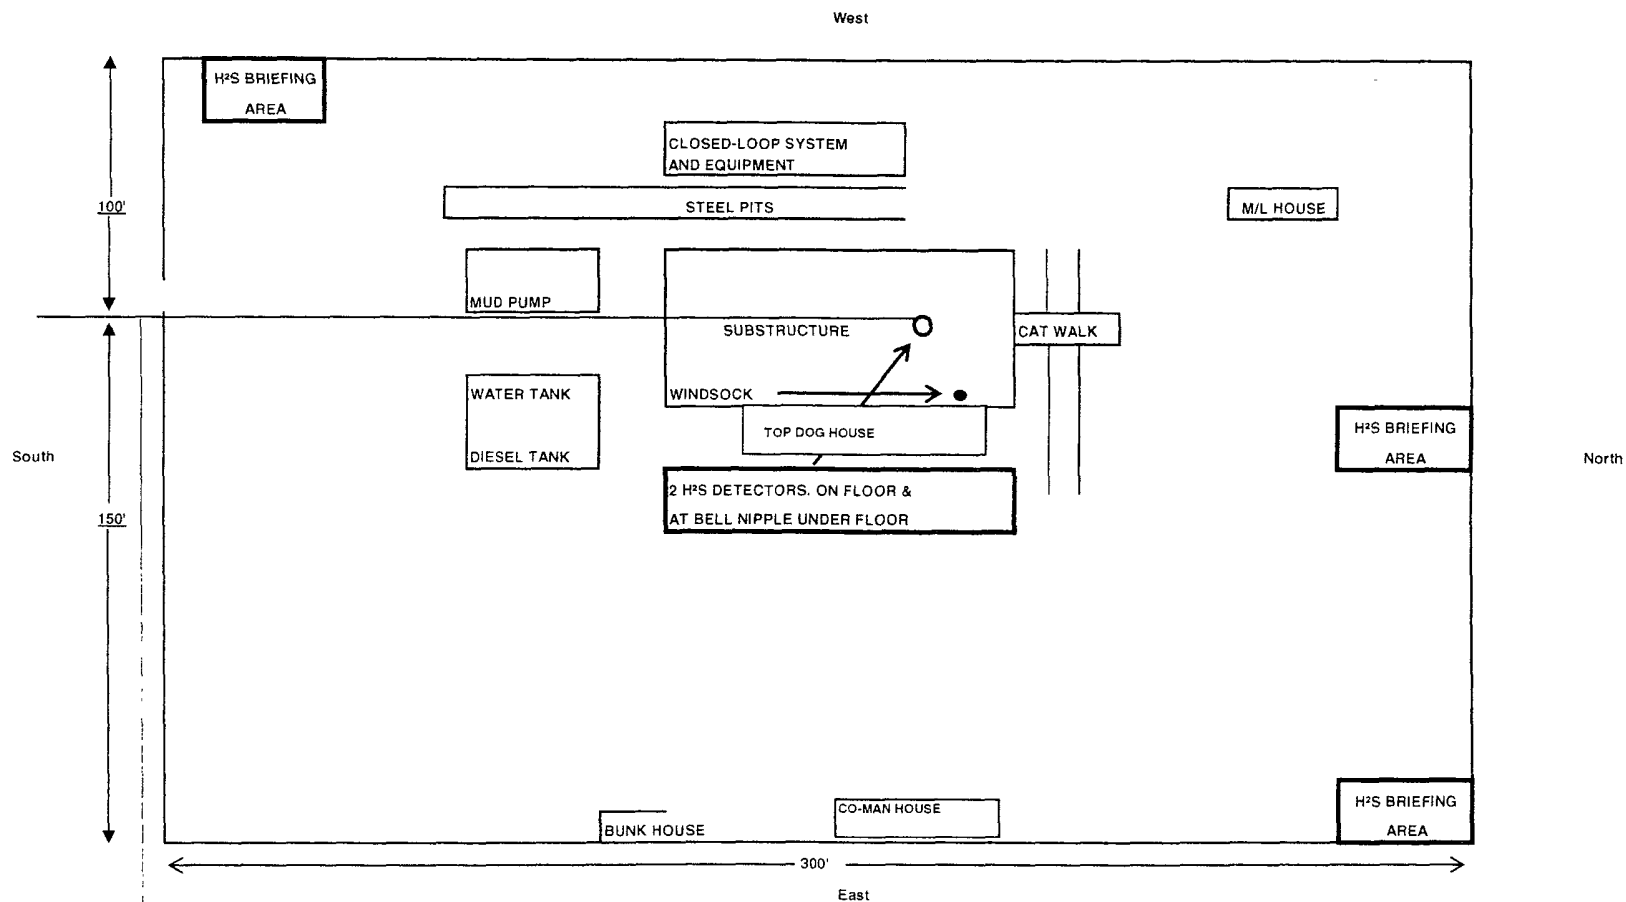 West
H²S BRIEFING
AREA
CLOSED-LOOP SYSTEM
AND EQUIPMENT
100'
STEEL PITS
M/L HOUSE
MUD PUMP
SUBSTRUCTURE
CAT WALK
WATER TANK
WINDSOCK
TOP DOG HOUSE
H²S BRIEFING
AREA
South
DIESEL TANK
North
2 H²S DETECTORS. ON FLOOR &
AT BELL NIPPLE UNDER FLOOR
150'
CO-MAN HOUSE
H²S BRIEFING
AREA
BUNK HOUSE
300'
East